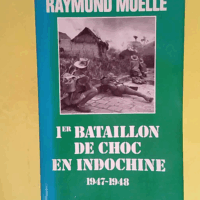 RAYMOND MUELLE
1ER BATAILLON
DE CHOC
EN INDOCHINE
1947-1948